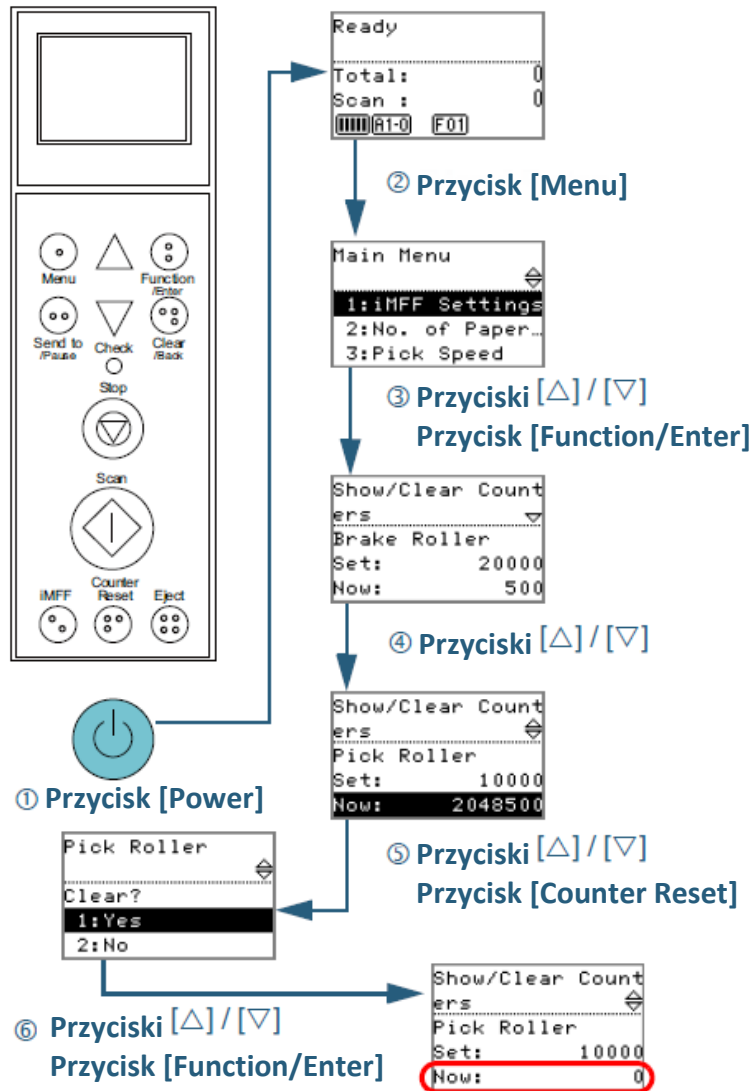 Ready
Total: 0
Scan : 0
A1-0 F01
② Przycisk [Menu]
Main Menu
1:iMFF Settings
2:No. of Paper…
3:Pick Speed
③ Przyciski [△] / [▽]
Przycisk [Function/Enter]
Show/Clear Count
ers
Brake Roller
Set: 20000
Now: 500
④ Przyciski [△] / [▽]
Show/Clear Count
ers
Pick Roller
Set: 10000
Now: 2048500
⑤ Przyciski [△] / [▽]
Przycisk [Counter Reset]
Menu
Function
/Enter
Send to
/Pause
Check
Clear
/Back
Stop
Scan
iMFF
Counter
Reset
Eject
① Przycisk [Power]
Pick Roller
Clear?
1:Yes
2:No
⑥ Przyciski [△] / [▽]
Przycisk [Function/Enter]
Show/Clear Count
ers
Pick Roller
Set: 10000
Now: 0